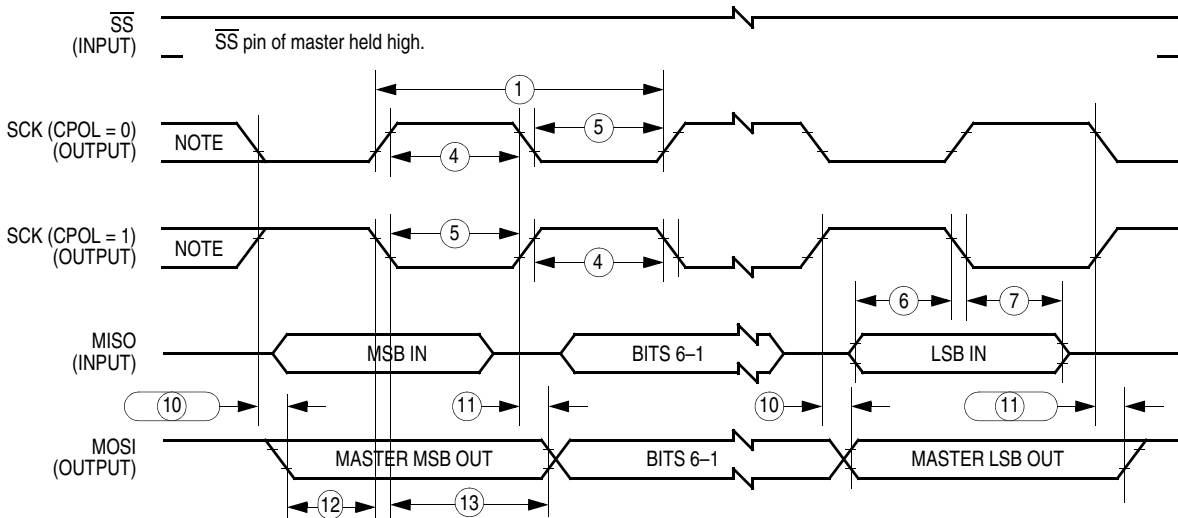 SS
(INPUT)
SS pin of master held high.
1
SCK (CPOL = 0)
(OUTPUT)
NOTE
5
4
SCK (CPOL = 1)
(OUTPUT)
NOTE
5
4
6
7
MISO
(INPUT)
MSB IN
BITS 6–1
LSB IN
10
11
10
11
MOSI
(OUTPUT)
MASTER MSB OUT
BITS 6–1
MASTER LSB OUT
12
13